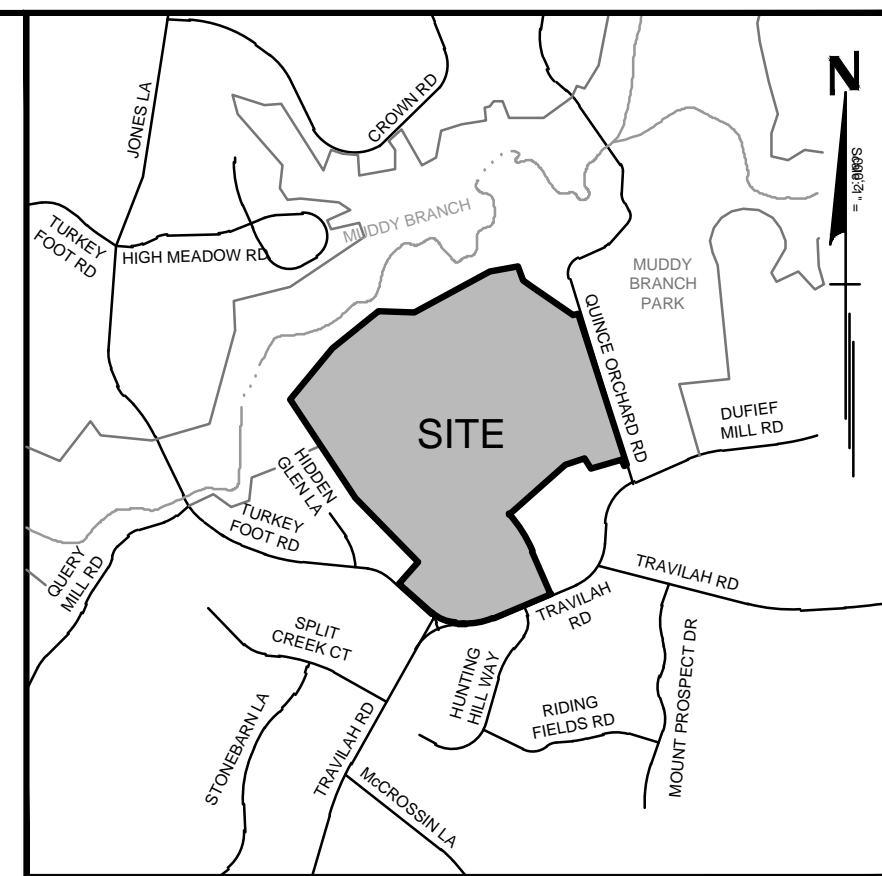 N
JONES LA
CROWN RD
TURKEY
FOOT RD
HIGH MEADOW RD
MUDDY BRANCH
MUDDY
BRANCH
PARK
QUINCE ORCHARD RD
DUFIEF
MILL RD
SITE
HIDDEN
GLEN LA
TURKEY
FOOT RD
QUERY
MILL RD
TRAVILAH RD
TRAVILAH
RD
SPLIT
CREEK CT
HUNTING
HILL WAY
RIDING
FIELDS RD
MOUNT PROSPECT DR
STONEBARN LA
TRAVILAH RD
McCROSSIN LA